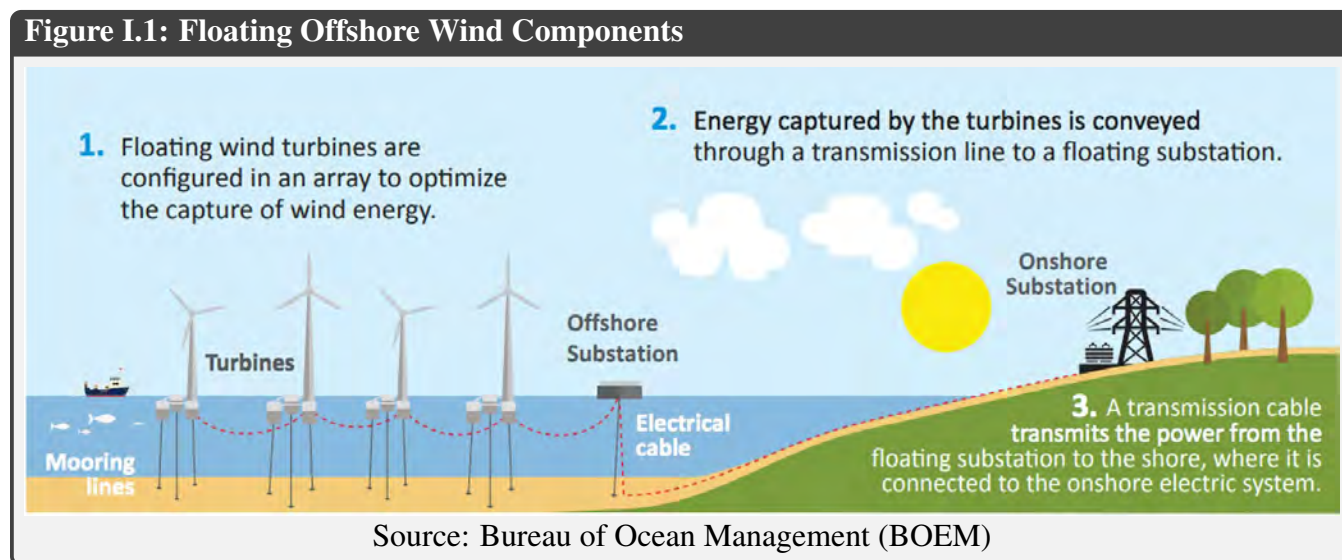 Figure I.1: Floating Offshore Wind Components
1. Floating wind turbines are
configured in an array to optimize
the capture of wind energy.
2. Energy captured by the turbines is conveyed
through a transmission line to a floating substation.
Turbines
Offshore
Substation
Onshore
Substation
Mooring
lines
Electrical
cable
3. A transmission cable
transmits the power from the
floating substation to the shore, where it is
connected to the onshore electric system.
Source: Bureau of Ocean Management (BOEM)